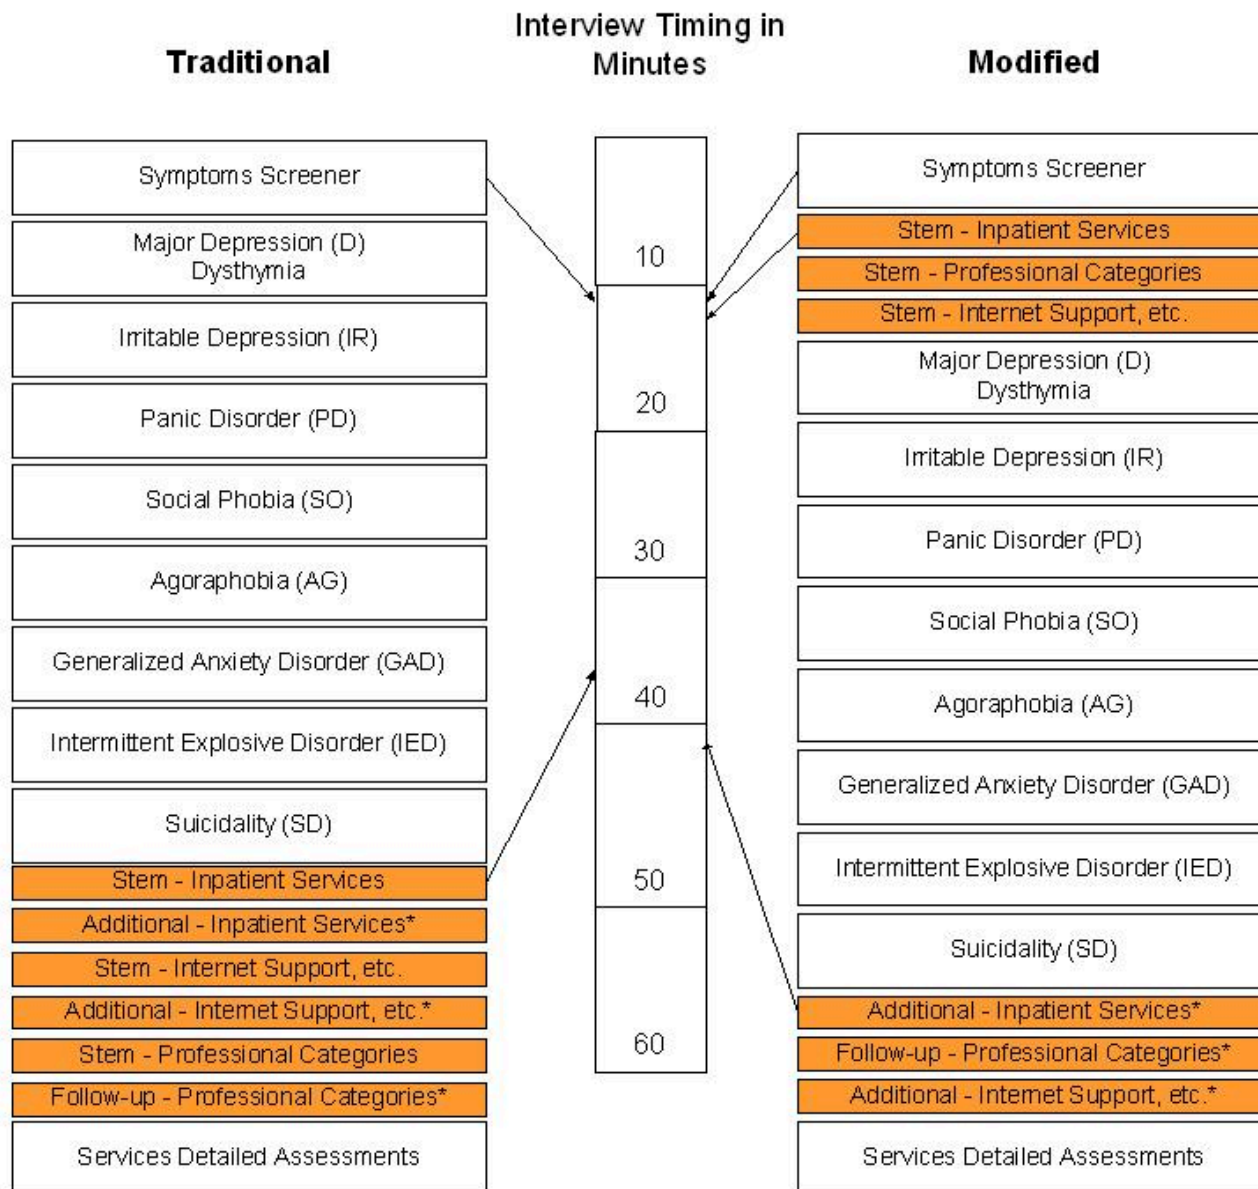 Interview Timing in
Minutes
Traditional
Modified
Symptoms Screener
Major Depression (D)
Dysthymia
Irritable Depression (IR)
Panic Disorder (PD)
Social Phobia (SO)
Agoraphobia (AG)
Generalized Anxiety Disorder (GAD)
Intermittent Explosive Disorder (IED)
Suicidality (SD)
Stem - Inpatient Services
Additional - Inpatient Services*
Stem - Internet Support, etc.
Additional - Internet Support, etc.*
Stem - Professional Categories
Follow-up - Professional Categories*
Services Detailed Assessments
10
20
30
40
50
60
Symptoms Screener
Stem - Inpatient Services
Stem - Professional Categories
Stem - Internet Support, etc.
Major Depression (D)
Dysthymia
Irritable Depression (IR)
Panic Disorder (PD)
Social Phobia (SO)
Agoraphobia (AG)
Generalized Anxiety Disorder (GAD)
Intermittent Explosive Disorder (IED)
Suicidality (SD)
Additional - Inpatient Services*
Follow-up - Professional Categories*
Additional - Internet Support, etc.*
Services Detailed Assessments